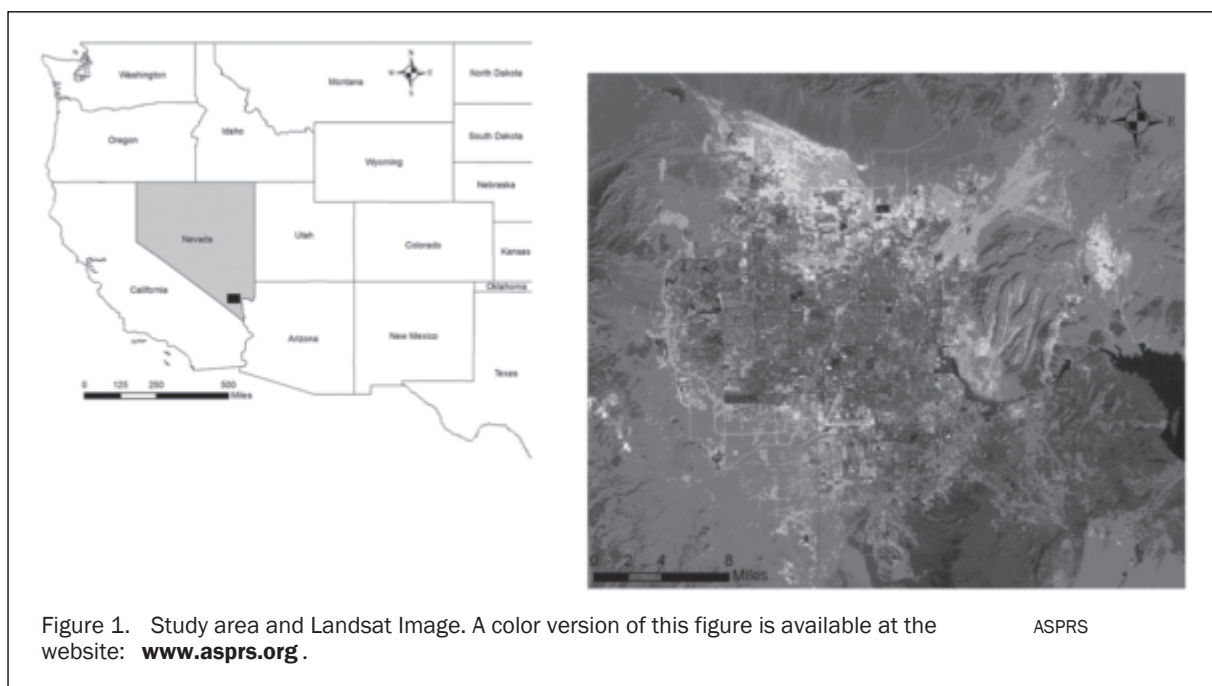 N
W E
S
Washington
Montana
North Dakota
Oregon
Idaho
South Dakota
Wyoming
Nebraska
Nevada
Utah
Colorado
Kansas
California
Oklahoma
Arizona
New Mexico
Texas
0 125 250 500
Miles
N
W E
S
0 2 4 8
Miles
Figure 1. Study area and Landsat Image. A color version of this figure is available at the ASPRS
website: www.asprs.org .